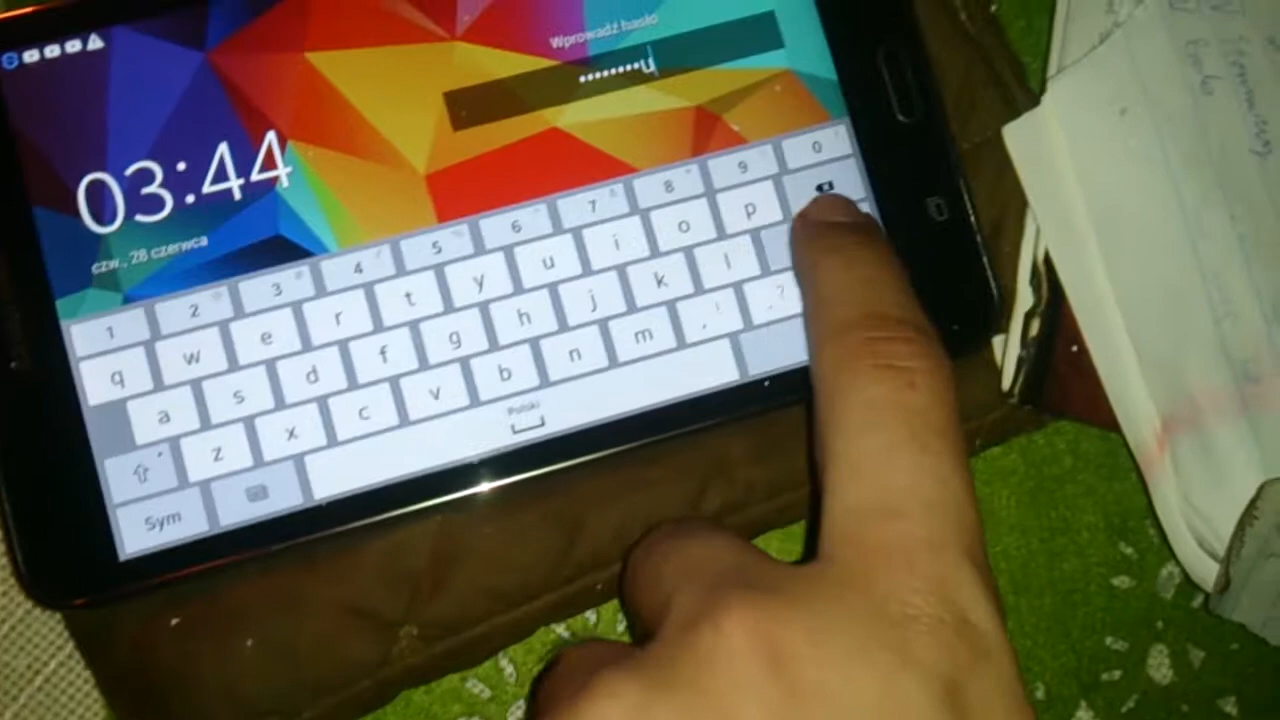 Wprowadź hasło
••••••••u
03:44
czw., 28 czerwca
1 2 3 4 5 6 7 8 9 0
q w e r t y u i o p
a s d f g h j k l
z x c v b n m , ! . ?
Sym
Polski